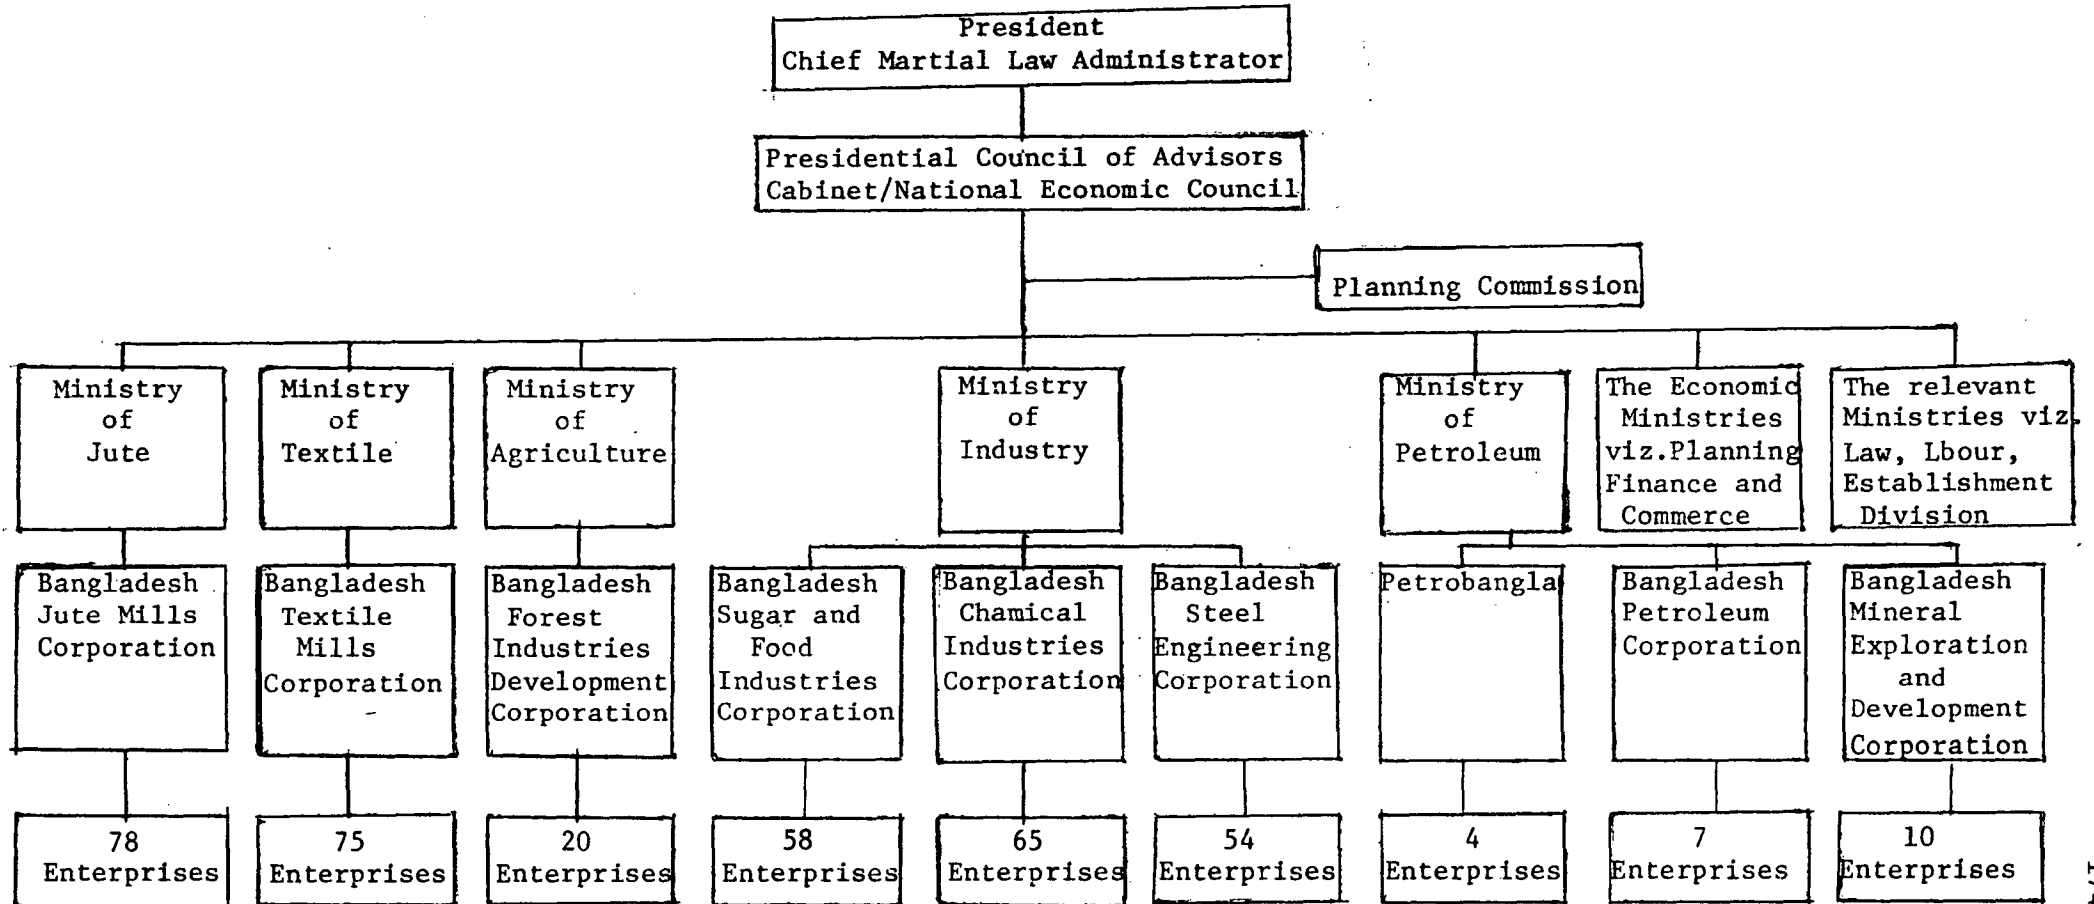 President
Chief Martial Law Administrator
Presidential Council of Advisors
Cabinet/National Economic Council
Planning Commission
Ministry
of
Jute
Ministry
of
Textile
Ministry
of
Agriculture
Ministry
of
Industry
Ministry
of
Petroleum
The Economic
Ministries
viz.Planning
Finance and
Commerce
The relevant
Ministries viz.
Law, Lbour,
Establishment
Division
Bangladesh
Jute Mills
Corporation
Bangladesh
Textile
Mills
Corporation
Bangladesh
Forest
Industries
Development
Corporation
Bangladesh
Sugar and
Food
Industries
Corporation
Bangladesh
Chamical
Industries
Corporation
Bangladesh
Steel
Engineering
Corporation
Petrobangla
Bangladesh
Petroleum
Corporation
Bangladesh
Mineral
Exploration
and
Development
Corporation
78
Enterprises
75
Enterprises
20
Enterprises
58
Enterprises
65
Enterprises
54
Enterprises
4
Enterprises
7
Enterprises
10
Enterprises